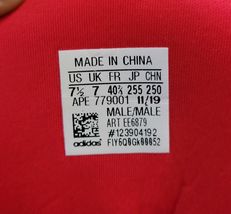 MADE IN CHINA
US UK FR JP CHN
7½ 7 40⅔ 255 250
APE 779001 11/19
MALE/MALE
ART EE6879
#123904192
adidas F1Y6Q0GK00052